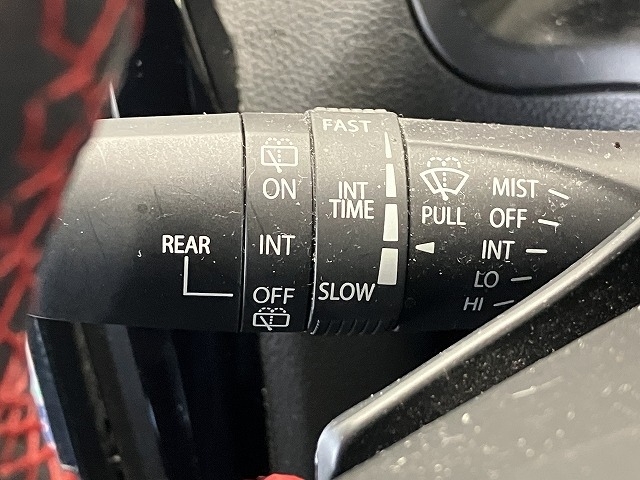 REAR
ON
INT
OFF
FAST
INT
TIME
SLOW
PULL
MIST
OFF
INT
LO
HI